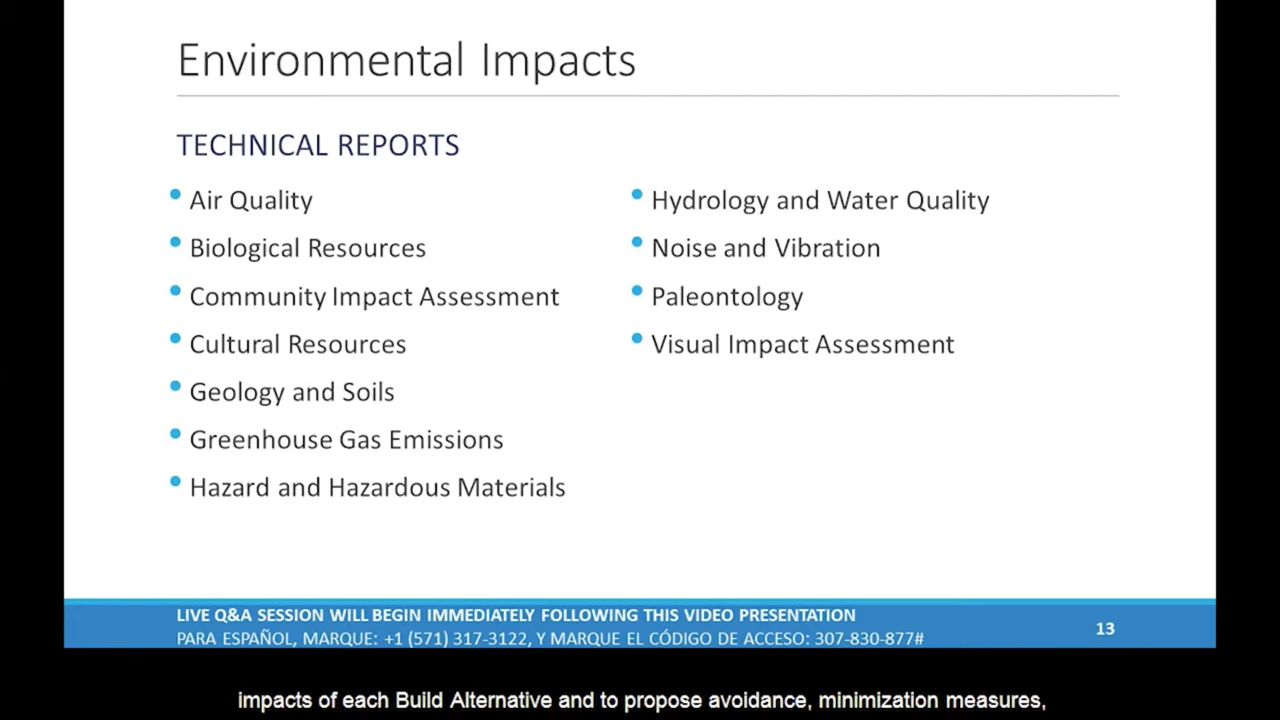 Environmental Impacts
TECHNICAL REPORTS
• Air Quality
• Biological Resources
• Community Impact Assessment
• Cultural Resources
• Geology and Soils
• Greenhouse Gas Emissions
• Hazard and Hazardous Materials
• Hydrology and Water Quality
• Noise and Vibration
• Paleontology
• Visual Impact Assessment
LIVE Q&A SESSION WILL BEGIN IMMEDIATELY FOLLOWING THIS VIDEO PRESENTATION
PARA ESPAÑOL, MARQUE: +1 (571) 317-3122, Y MARQUE EL CÓDIGO DE ACCESO: 307-830-877#
13
impacts of each Build Alternative and to propose avoidance, minimization measures,